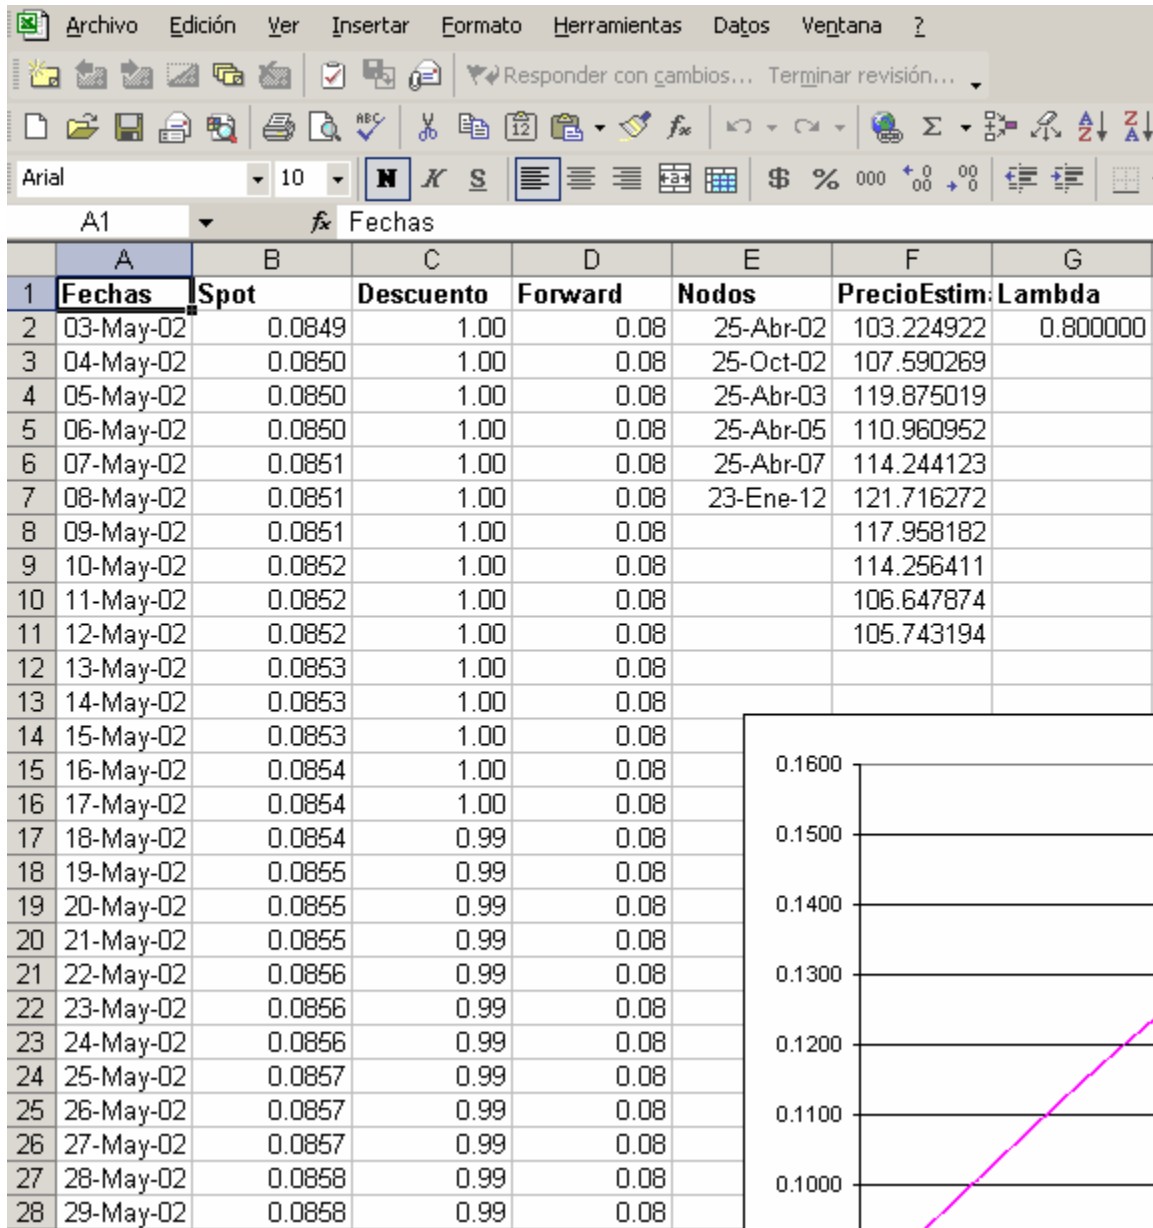 Archivo Edición Ver Insertar Formato Herramientas Datos Ventana ?
Responder con cambios... Terminar revisión...
Arial 10 N K S $ % 000
A1 fx Fechas
A B C D E F G
1 Fechas Spot Descuento Forward Nodos PrecioEstim Lambda
2 03-May-02 0.0849 1.00 0.08 25-Abr-02 103.224922 0.800000
3 04-May-02 0.0850 1.00 0.08 25-Oct-02 107.590269
4 05-May-02 0.0850 1.00 0.08 25-Abr-03 119.875019
5 06-May-02 0.0850 1.00 0.08 25-Abr-05 110.960952
6 07-May-02 0.0851 1.00 0.08 25-Abr-07 114.244123
7 08-May-02 0.0851 1.00 0.08 23-Ene-12 121.716272
8 09-May-02 0.0851 1.00 0.08 117.958182
9 10-May-02 0.0852 1.00 0.08 114.256411
10 11-May-02 0.0852 1.00 0.08 106.647874
11 12-May-02 0.0852 1.00 0.08 105.743194
12 13-May-02 0.0853 1.00 0.08
13 14-May-02 0.0853 1.00 0.08
14 15-May-02 0.0853 1.00 0.08
15 16-May-02 0.0854 1.00 0.08 0.1600
16 17-May-02 0.0854 1.00 0.08
17 18-May-02 0.0854 0.99 0.08 0.1500
18 19-May-02 0.0855 0.99 0.08
19 20-May-02 0.0855 0.99 0.08 0.1400
20 21-May-02 0.0855 0.99 0.08
21 22-May-02 0.0856 0.99 0.08 0.1300
22 23-May-02 0.0856 0.99 0.08
23 24-May-02 0.0856 0.99 0.08 0.1200
24 25-May-02 0.0857 0.99 0.08
25 26-May-02 0.0857 0.99 0.08 0.1100
26 27-May-02 0.0857 0.99 0.08
27 28-May-02 0.0858 0.99 0.08 0.1000
28 29-May-02 0.0858 0.99 0.08